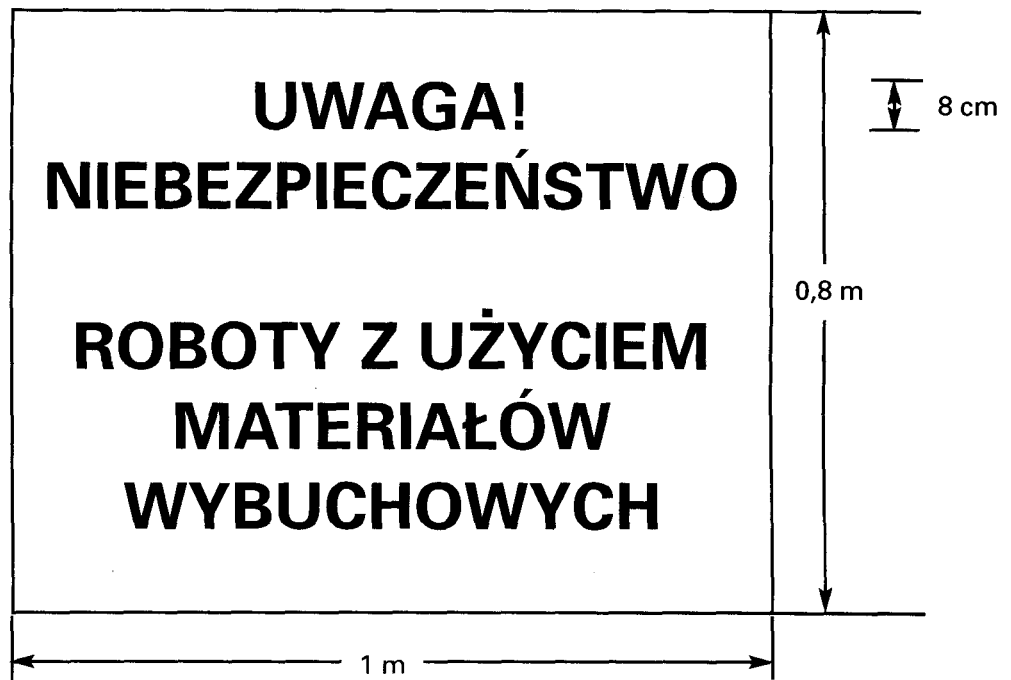 UWAGA!
NIEBEZPIECZEŃSTWO
ROBOTY Z UŻYCIEM
MATERIAŁÓW
WYBUCHOWYCH
8 cm
0,8 m
1 m